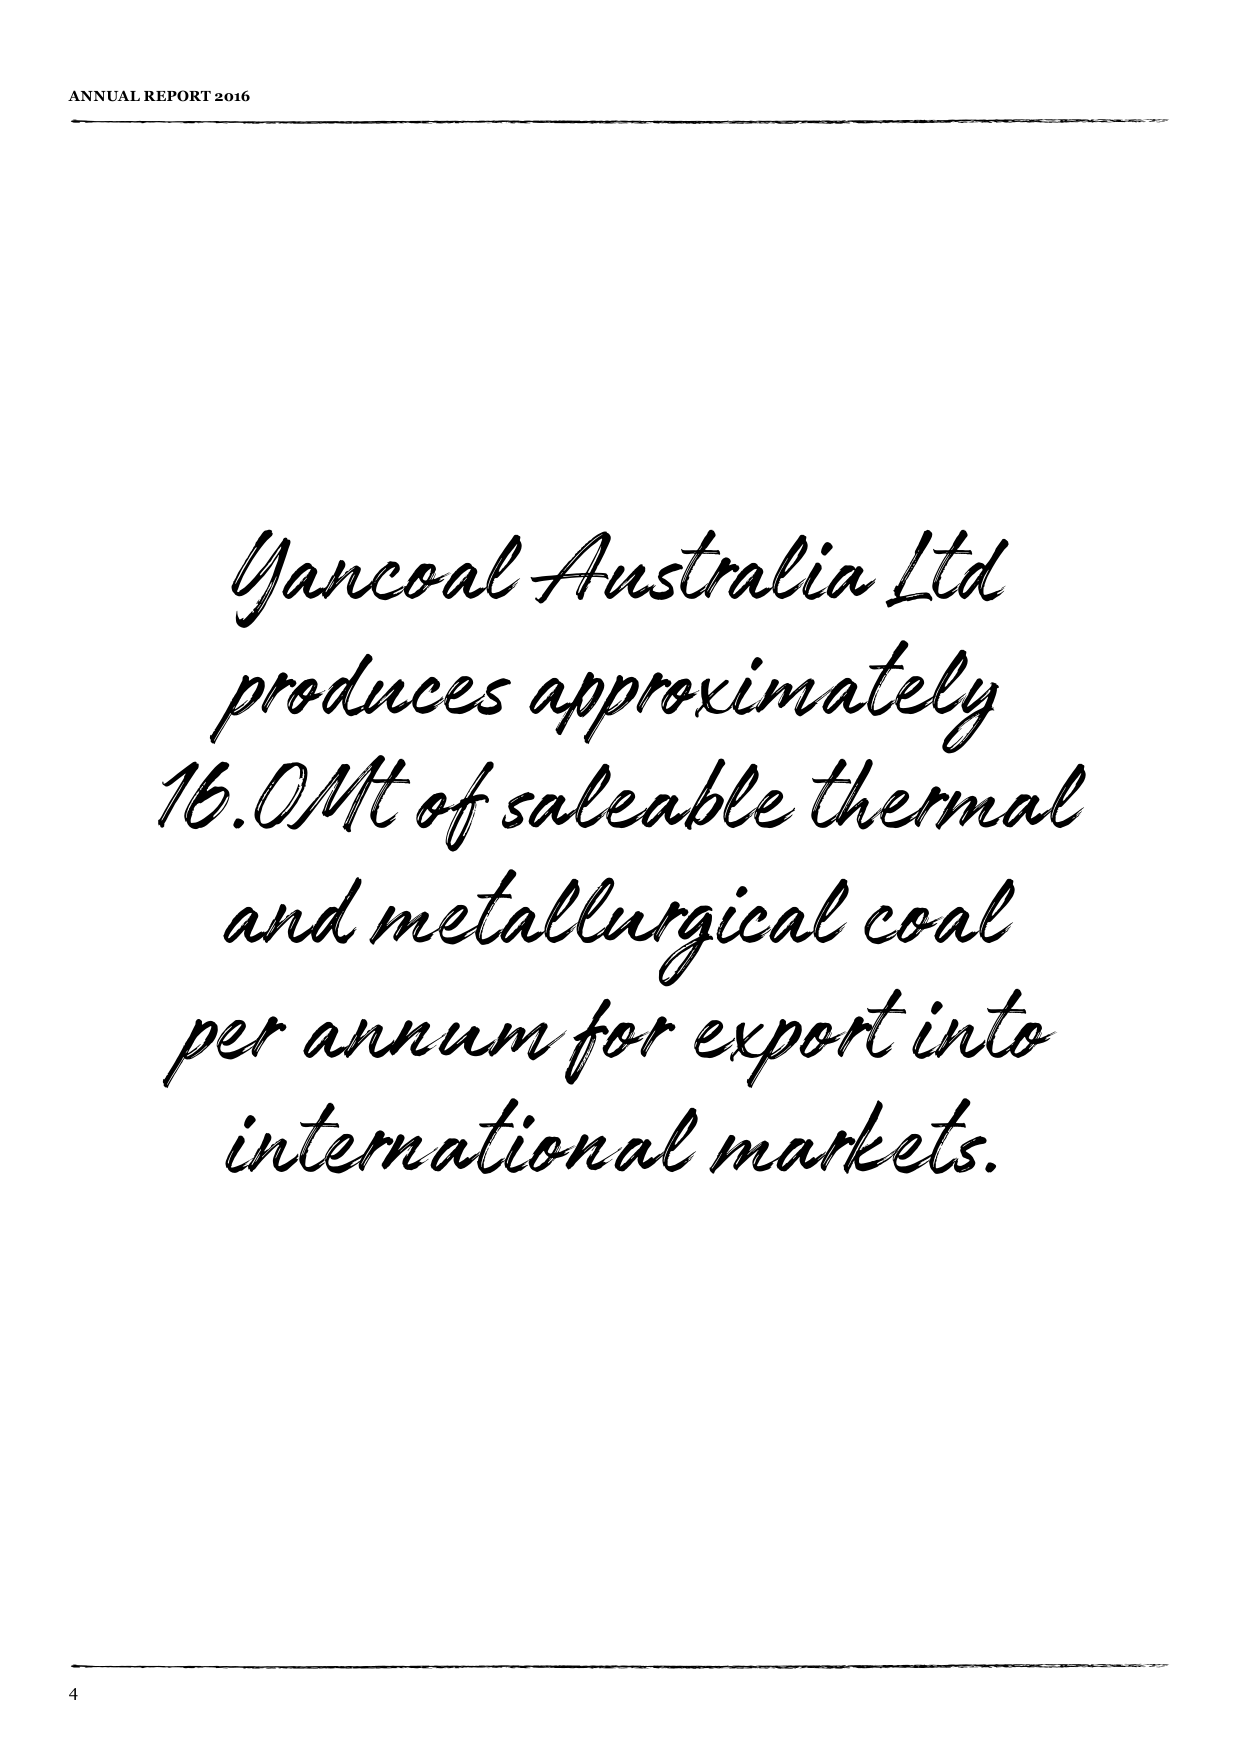 ANNUAL REPORT 2016
Yancoal Australia Ltd
produces approximately
16.0Mt of saleable thermal
and metallurgical coal
per annum for export into
international markets.
4